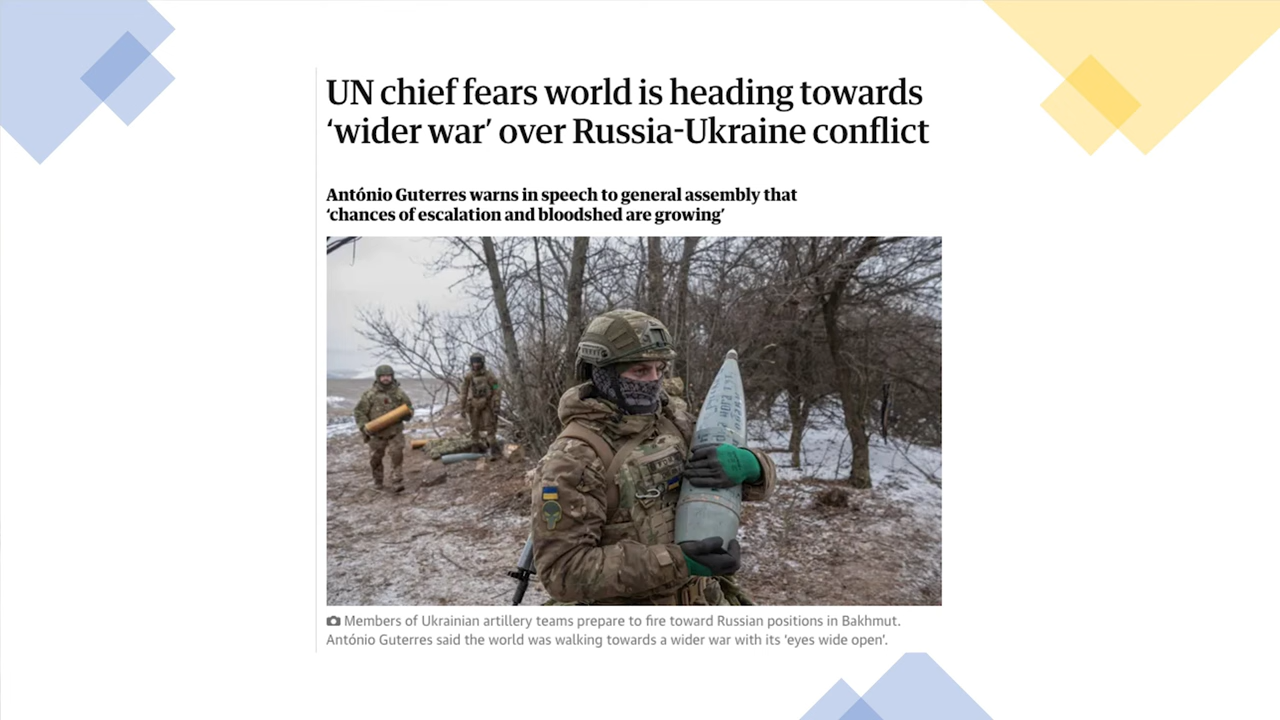 UN chief fears world is heading towards
‘wider war’ over Russia-Ukraine conflict
António Guterres warns in speech to general assembly that
‘chances of escalation and bloodshed are growing’
Members of Ukrainian artillery teams prepare to fire toward Russian positions in Bakhmut.
António Guterres said the world was walking towards a wider war with its ‘eyes wide open’.